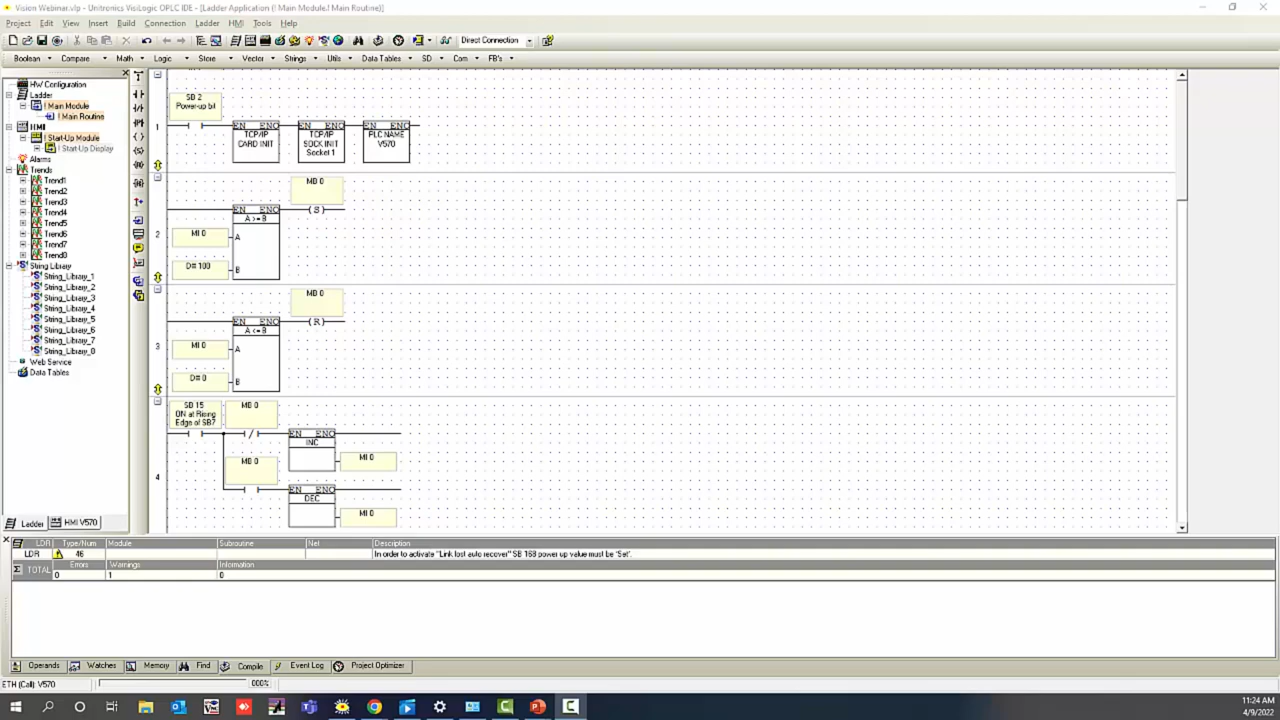 Vision Webinar.vlp - Unitronics VisiLogic OPLC IDE - [Ladder Application (! Main Module.! Main Routine)]
Project Edit View Insert Build Connection Ladder HMI Tools Help
Direct Connection
Boolean Compare Math Logic Store Vector Strings Utils Data Tables SD Com FB's
HW Configuration
Ladder
! Main Module
! Main Routine
HMI
! Start-Up Module
! Start-Up Display
Alarms
Trends
Trend1
Trend2
Trend3
Trend4
Trend5
Trend6
Trend7
Trend8
String Library
String_Library_1
String_Library_2
String_Library_3
String_Library_4
String_Library_5
String_Library_6
String_Library_7
String_Library_8
Web Service
Data Tables
Ladder HMI V570
1
SB 2
Power-up bit
EN ENO
TCP/IP
CARD INIT
EN ENO
TCP/IP
SOCK INIT
Socket 1
EN ENO
PLC NAME
V570
2
MB 0
EN ENO
A >= B
(S)
MI 0
A
D# 100
B
3
MB 0
EN ENO
A <= B
(R)
MI 0
A
D# 0
B
4
SB 15
ON at Rising
Edge of SB7
MB 0
EN ENO
INC
MI 0
MB 0
EN ENO
DEC
MI 0
LDR Type/Num Module Subroutine Net Description
LDR 46 In order to activate "Link lost auto recover" SB 168 power up value must be 'Set'.
TOTAL Errors Warnings Information
0 1 0
Operands Watches Memory Find Compile Event Log Project Optimizer
ETH (Call) V570 000%
11:24 AM
4/9/2022